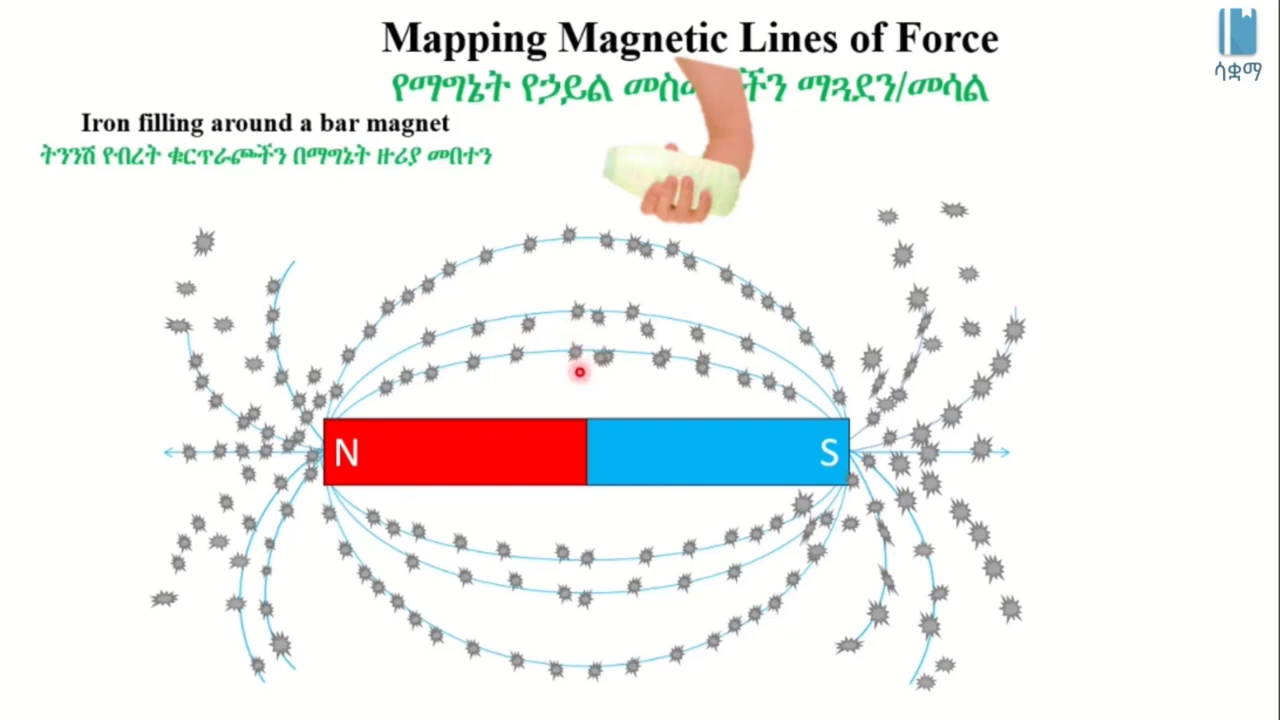 Mapping Magnetic Lines of Force
የማግኔት የኃይል ማጓደን/መሳል
Iron filling around a bar magnet
ትንንሽ የብረት ቁርጥራጮችን በማግኔት ዙሪያ መበተን
ሳቋማ
N
S